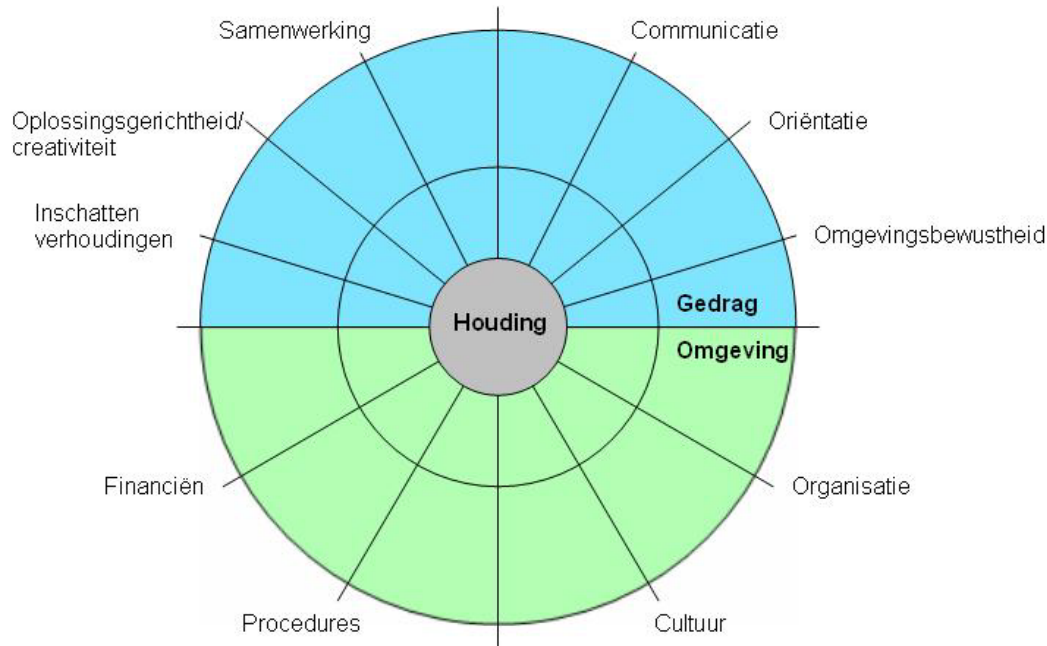 Samenwerking
Communicatie
Oplossingsgerichtheid/
creativiteit
Oriëntatie
Inschatten
verhoudingen
Omgevingsbewustheid
Gedrag
Houding
Omgeving
Financiën
Organisatie
Procedures
Cultuur